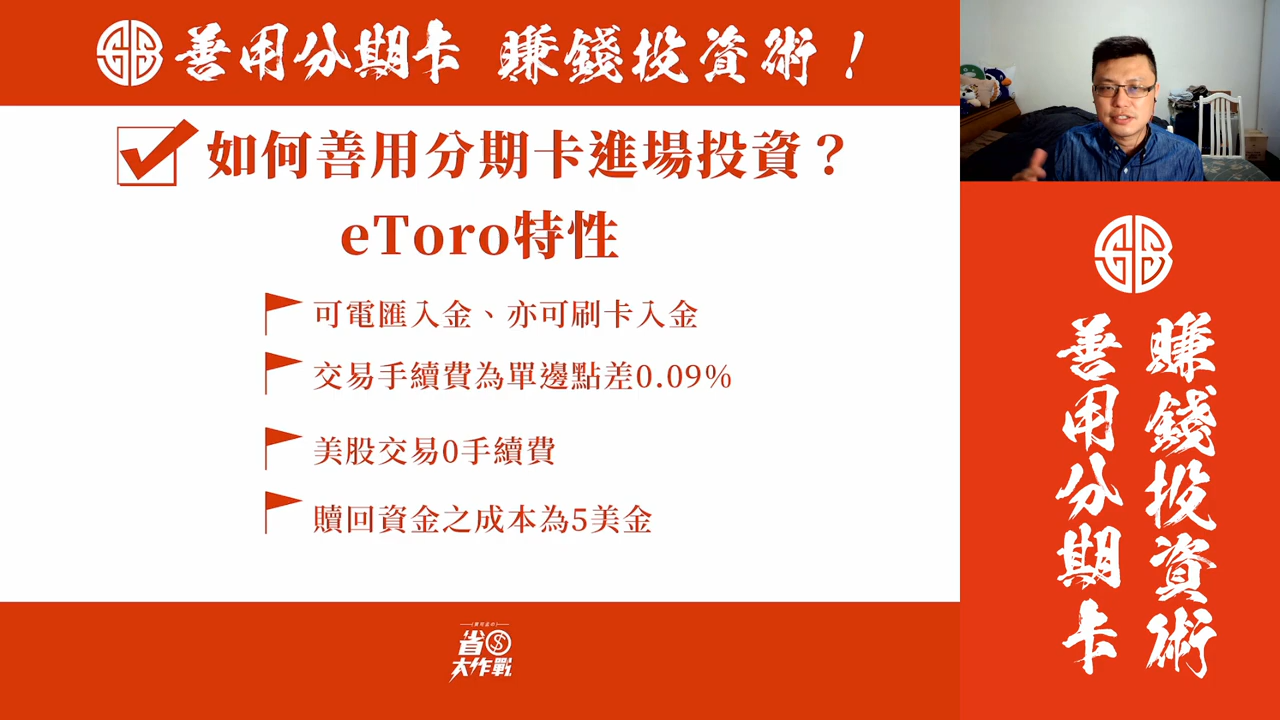 善用分期卡 賺錢投資術！
如何善用分期卡進場投資？
eToro特性
可電匯入金、亦可刷卡入金
交易手續費為單邊點差0.09%
美股交易0手續費
贖回資金之成本為5美金
省
大作戰
賺錢投資術
善用分期卡